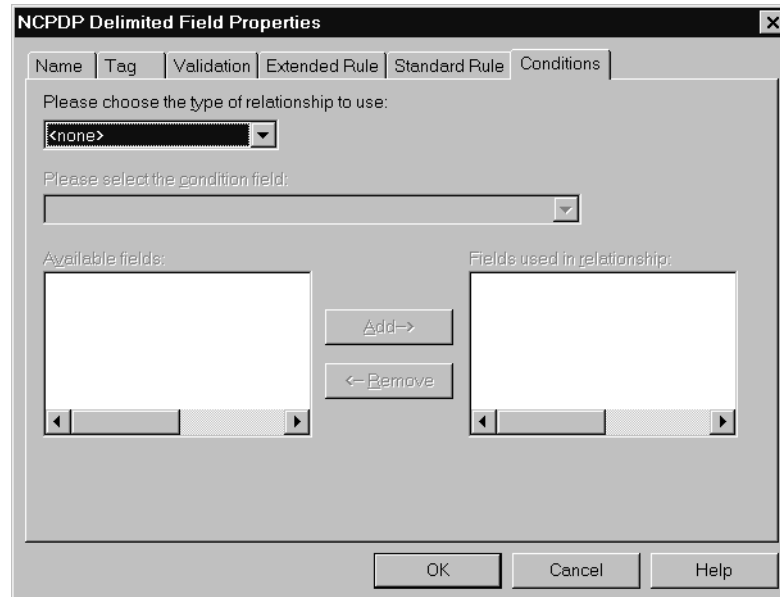 NCPDP Delimited Field Properties
Name Tag Validation Extended Rule Standard Rule Conditions
Please choose the type of relationship to use:
<none>
Please select the condition field:
Available fields: Fields used in relationship:
Add->
<- Remove
OK Cancel Help